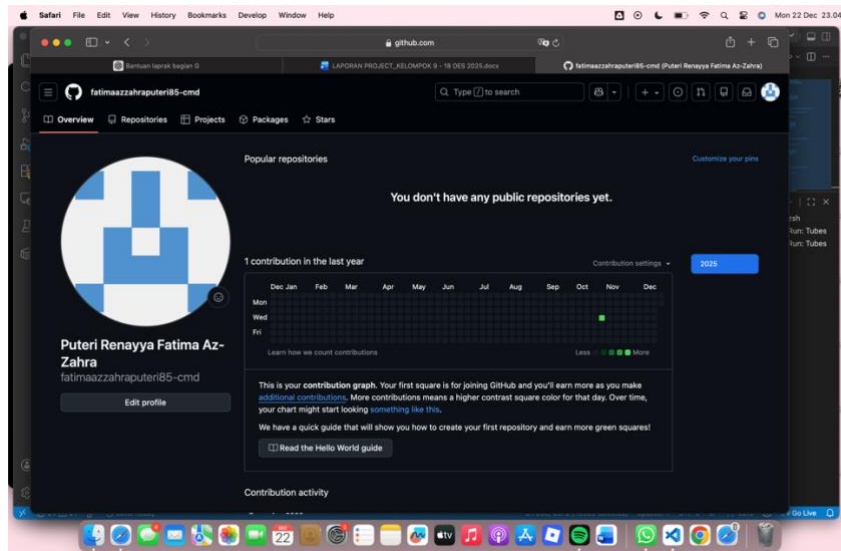 Safari File Edit View History Bookmarks Develop Window Help
Mon 22 Dec 23.04
github.com
Bantuan laprak bagian G
LAPORAN PROJECT_KELOMPOK 9 - 18 DES 2025.docx
fatimaazzahraputeri85-cmd (Puteri Renayya Fatima Az-Zahra)
fatimaazzahraputeri85-cmd
Type / to search
Overview Repositories Projects Packages Stars
Popular repositories
Customize your pins
You don't have any public repositories yet.
1 contribution in the last year
Contribution settings
2025
Dec Jan Feb Mar Apr May Jun Jul Aug Sep Oct Nov Dec
Mon
Wed
Fri
Learn how we count contributions
Less More
Puteri Renayya Fatima Az-
Zahra
fatimaazzahraputeri85-cmd
Edit profile
This is your contribution graph. Your first square is for joining GitHub and you'll earn more as you make
additional contributions. More contributions means a higher contrast square color for that day. Over time,
your chart might start looking something like this.
We have a quick guide that will show you how to create your first repository and earn more green squares!
Read the Hello World guide
Contribution activity
zsh
Run: Tubes
Run: Tubes
Go Live
22
tv